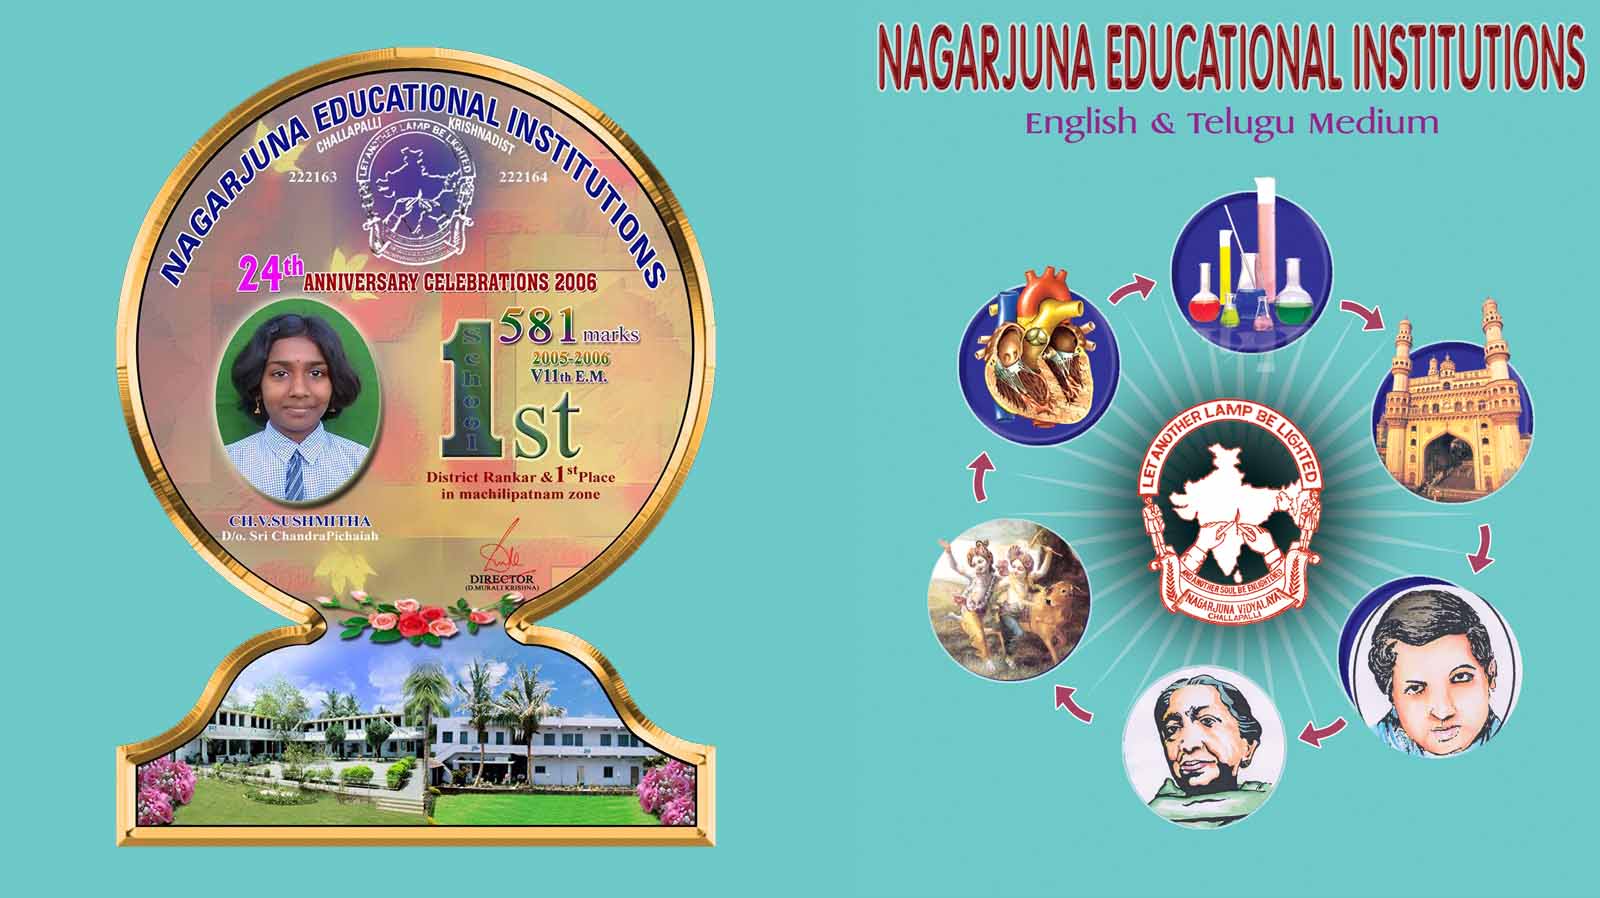 NAGARJUNA EDUCATIONAL INSTITUTIONS
CHALLAPALLI KRISHNADIST
LET ANOTHER LAMP BE LIGHTED
222163 222164
24th ANNIVERSARY CELEBRATIONS 2006
School
1st
581 marks
2005-2006
V11th E.M.
District Rankar & 1st Place
in machilipatnam zone
CH.V.SUSHMITHA
D/o. Sri ChandraPichaiah
DIRECTOR
(D.MURALI KRISHNA)
NAGARJUNA EDUCATIONAL INSTITUTIONS
English & Telugu Medium
LET ANOTHER LAMP BE LIGHTED
AND ANOTHER SOUL BE ENLIGHTENED
NAGARJUNA VIDYALAYA
CHALLAPALLI